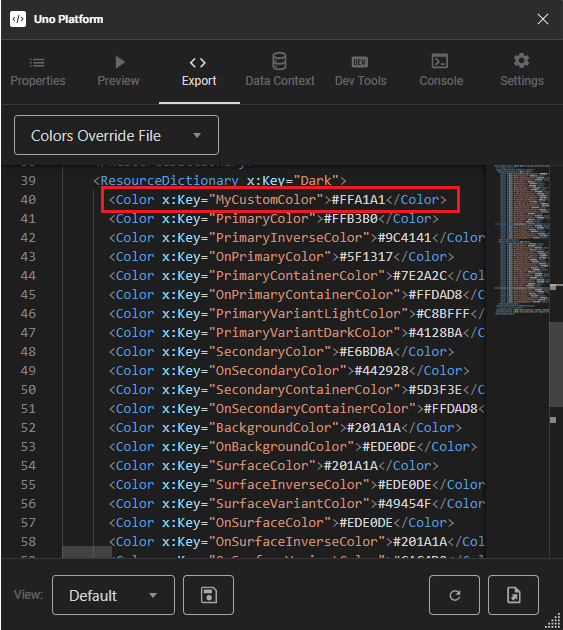 Uno Platform
Properties Preview Export Data Context Dev Tools Console Settings
Colors Override File
39 <ResourceDictionary x:Key="Dark">
40 <Color x:Key="MyCustomColor">#FFA1A1</Color>
41 <Color x:Key="PrimaryColor">#FFB3B0</Color>
42 <Color x:Key="PrimaryInverseColor">#9C4141</Color
43 <Color x:Key="OnPrimaryColor">#5F1317</Color>
44 <Color x:Key="PrimaryContainerColor">#7E2A2C</Col
45 <Color x:Key="OnPrimaryContainerColor">#FFDAD8</C
46 <Color x:Key="PrimaryVariantLightColor">#C8BFFF</
47 <Color x:Key="PrimaryVariantDarkColor">#4128BA</C
48 <Color x:Key="SecondaryColor">#E6BDBA</Color>
49 <Color x:Key="OnSecondaryColor">#442928</Color>
50 <Color x:Key="SecondaryContainerColor">#5D3F3E</C
51 <Color x:Key="OnSecondaryContainerColor">#FFDAD8<
52 <Color x:Key="BackgroundColor">#201A1A</Color>
53 <Color x:Key="OnBackgroundColor">#EDE0DE</Color>
54 <Color x:Key="SurfaceColor">#201A1A</Color>
55 <Color x:Key="SurfaceInverseColor">#EDE0DE</Color
56 <Color x:Key="SurfaceVariantColor">#49454F</Color
57 <Color x:Key="OnSurfaceColor">#EDE0DE</Color>
58 <Color x:Key="OnSurfaceInverseColor">#201A1A</Col
View: Default